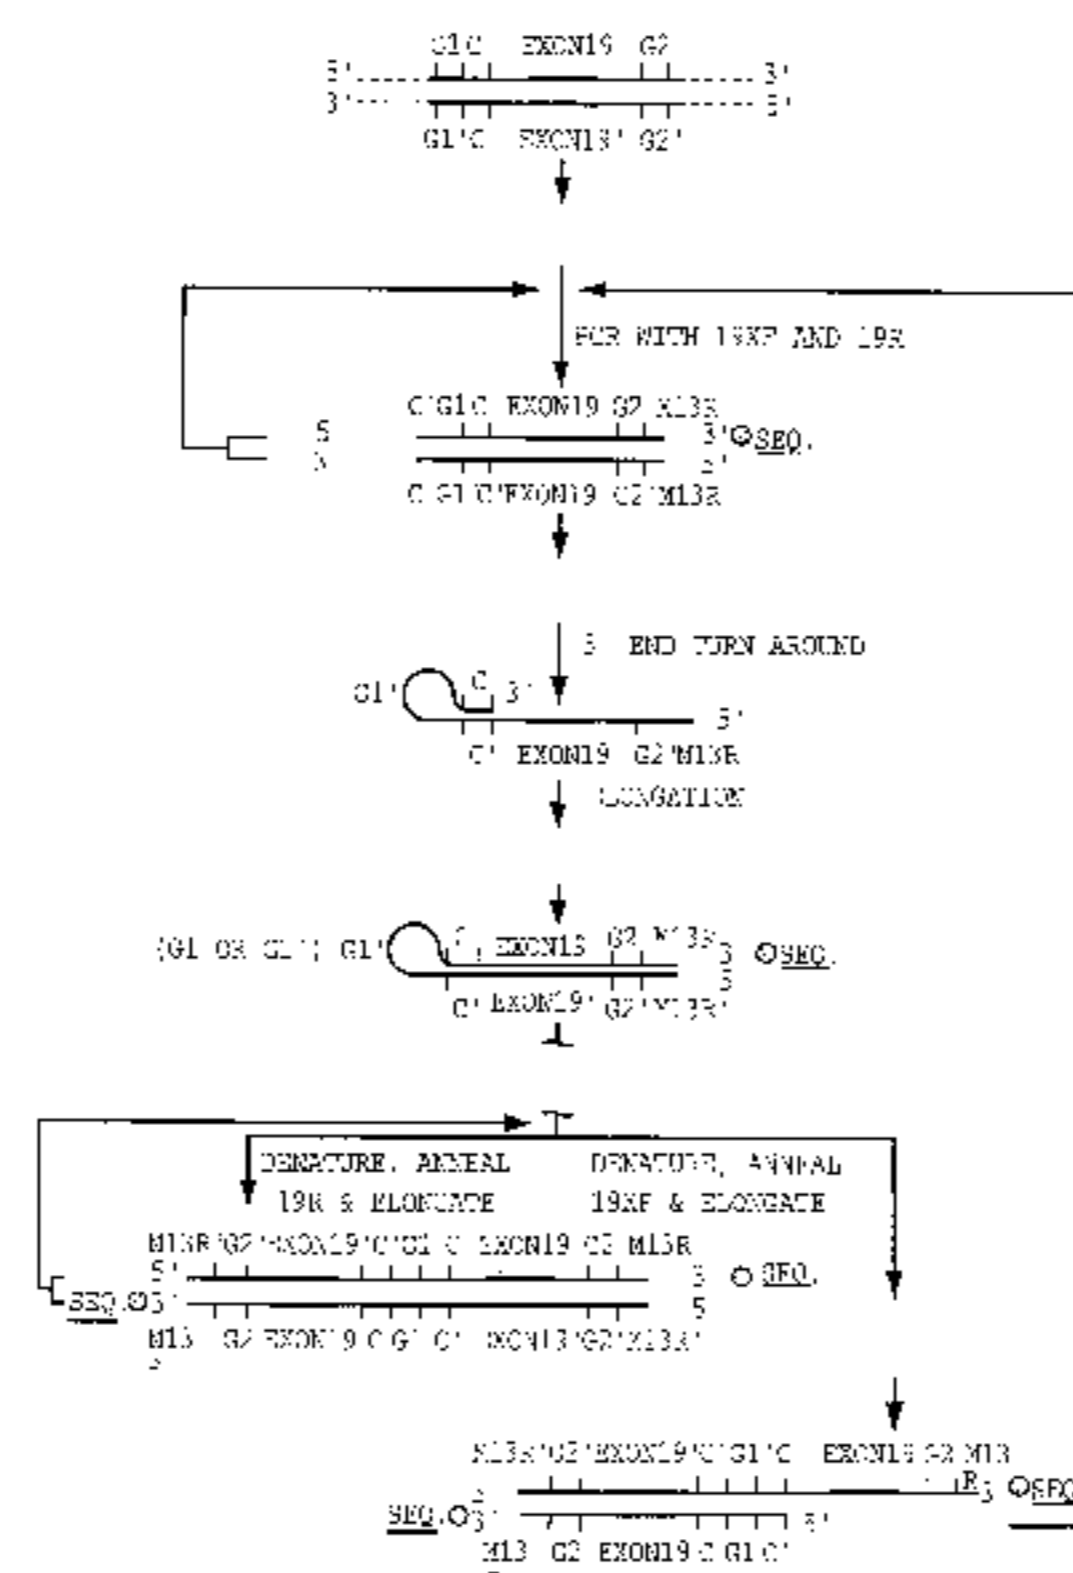 G1 C EXON19 G2
5' 3'
3' 5'
G1' C' EXON19' G2'
PCR WITH 19XF AND 19R
C' G1 C EXON19 G2 M13R
5 3' SEQ.
C G1' C' EXON19 G2' M13R
END TURN AROUND
G1' C 3' 5'
C' EXON19 G2' M13R
ELONGATION
(G1 OR G1') G1' EXON19 G2 M13R
3 SEQ.
C' EXON19' G2' M13R'
DENATURE, ANNEAL DENATURE, ANNEAL
19R & ELONGATE 19XF & ELONGATE
M13R' G2' EXON19' C' G1 C EXON19 G2 M13R
5' 3 SEQ.
SEQ. 3' 5
M13 G2 EXON19 C G1 C' EXON19' G2' M13R'
M13R' G2' EXON19' C' G1' C EXON19 G2 M13
R 3 SEQ
SEQ. 3' 5'
M13 G2 EXON19 C G1 C'